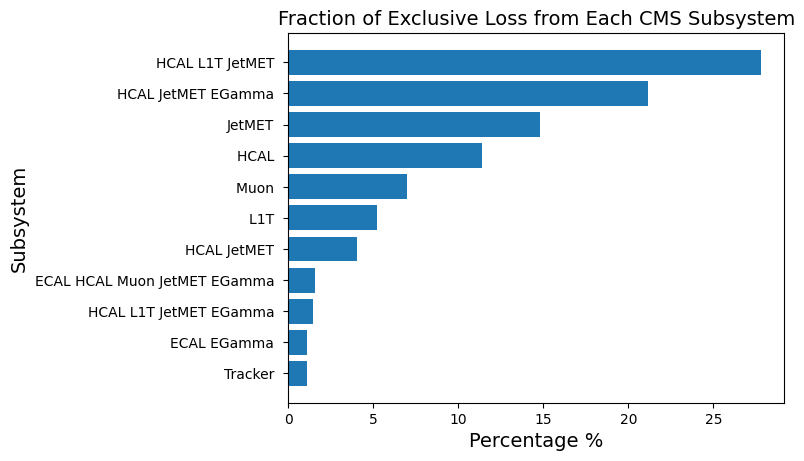 Fraction of Exclusive Loss from Each CMS Subsystem
Subsystem
HCAL L1T JetMET
HCAL JetMET EGamma
JetMET
HCAL
Muon
L1T
HCAL JetMET
ECAL HCAL Muon JetMET EGamma
HCAL L1T JetMET EGamma
ECAL EGamma
Tracker
0 5 10 15 20 25
Percentage %